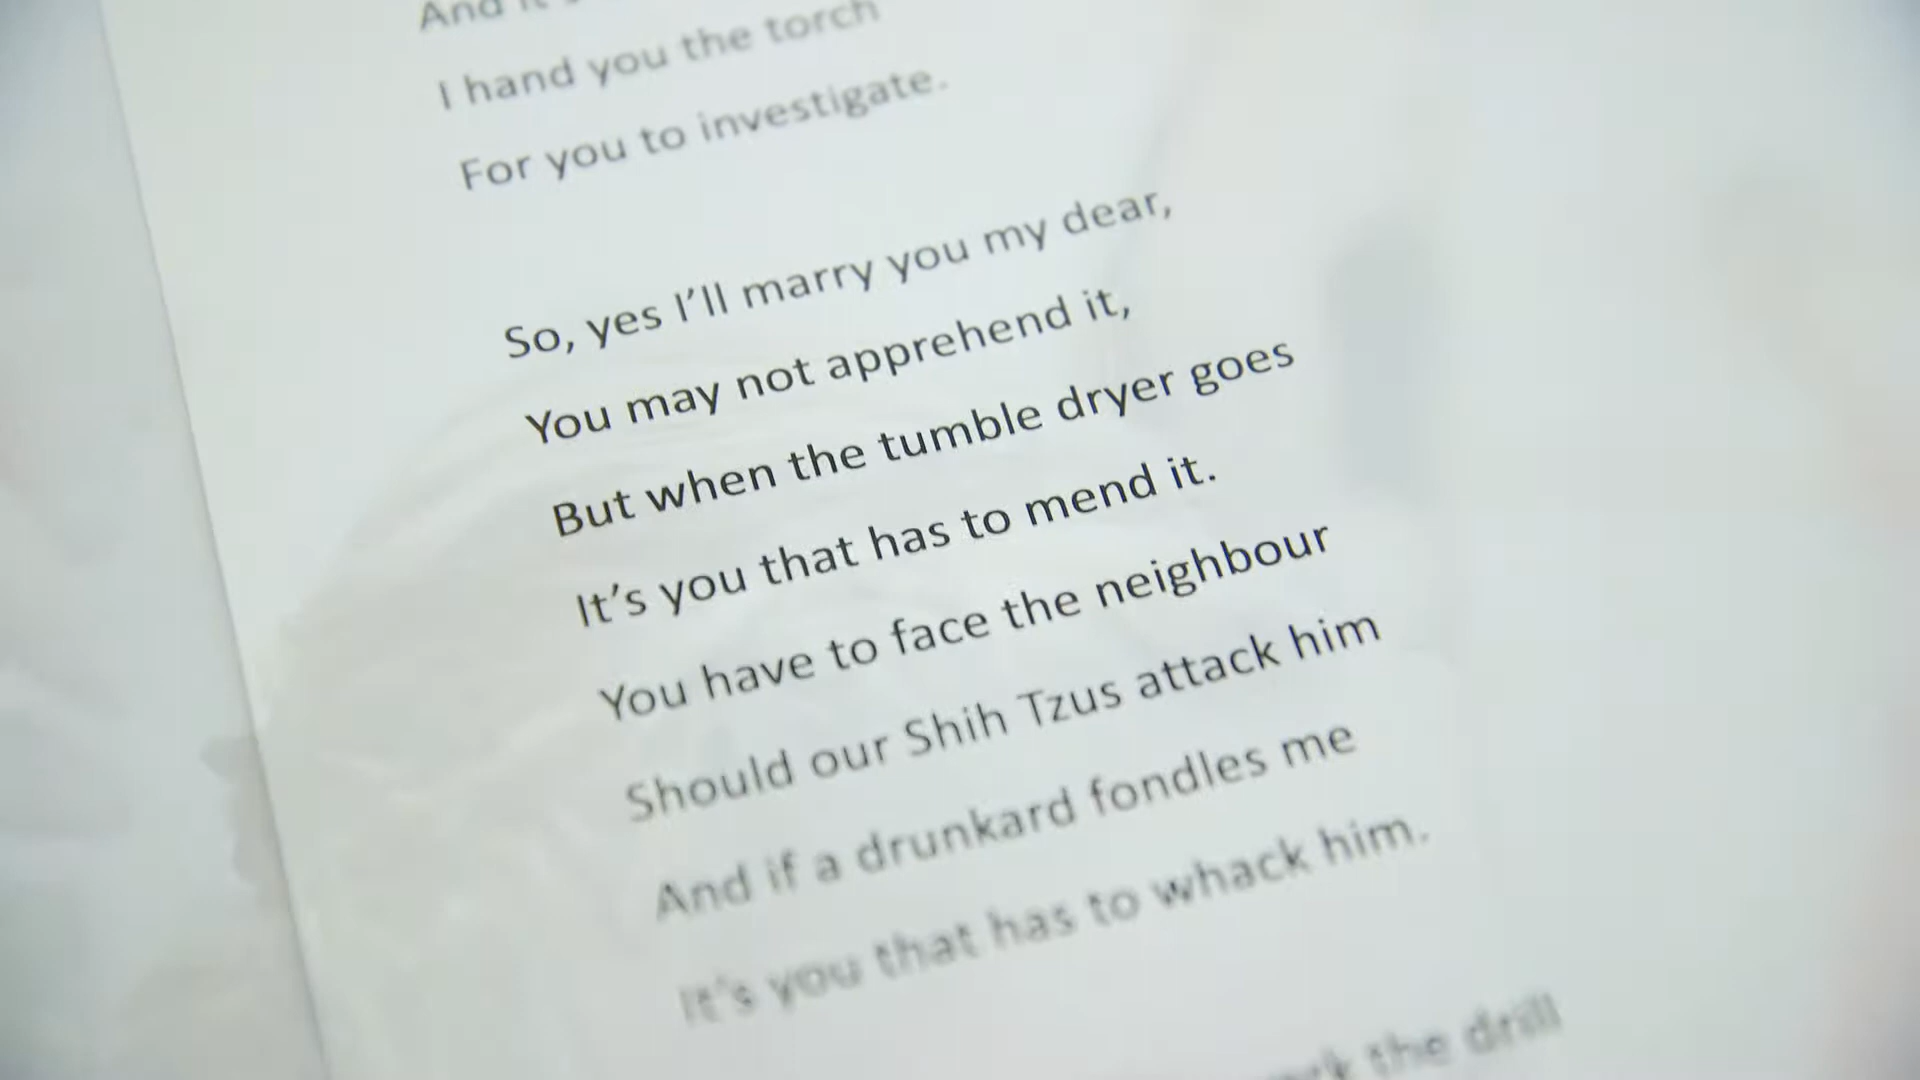 And it's
I hand you the torch
For you to investigate.
So, yes I’ll marry you my dear,
You may not apprehend it,
But when the tumble dryer goes
It’s you that has to mend it.
You have to face the neighbour
Should our Shih Tzus attack him
And if a drunkard fondles me
It’s you that has to whack him.
the drill